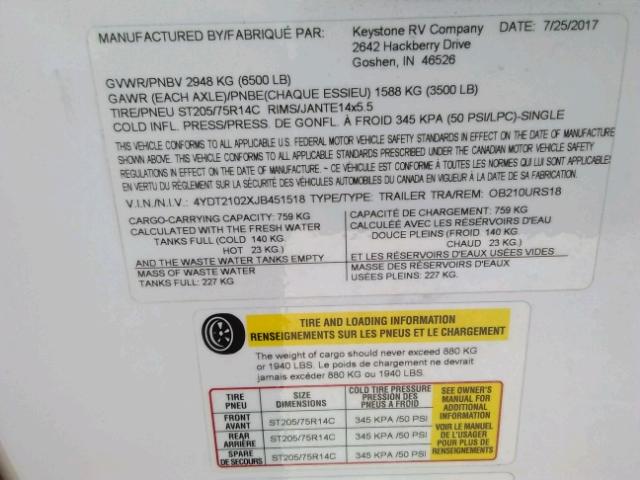 MANUFACTURED BY/FABRIQUÉ PAR: Keystone RV Company DATE: 7/25/2017
2642 Hackberry Drive
Goshen, IN 46526
GVWR/PNBV 2948 KG (6500 LB)
GAWR (EACH AXLE)/PNBE(CHAQUE ESSIEU) 1588 KG (3500 LB)
TIRE/PNEU ST205/75R14C RIMS/JANTE14x5.5
COLD INFL. PRESS/PRESS. DE GONFL. À FROID 345 KPA (50 PSI/LPC)-SINGLE
THIS VEHICLE CONFORMS TO ALL APPLICABLE U.S. FEDERAL MOTOR VEHICLE SAFETY STANDARDS IN EFFECT ON THE DATE OF MANUFACTURE
SHOWN ABOVE. THIS VEHICLE CONFORMS TO ALL APPLICABLE STANDARDS PRESCRIBED UNDER THE CANADIAN MOTOR VEHICLE SAFETY
REGULATIONS IN EFFECT ON THE DATE OF MANUFACTURE. - CE VÉHICULE EST CONFORME À TOUTES LES NORMES QUI LUI SONT APPLICABLES
EN VERTU DU RÈGLEMENT SUR LA SÉCURITÉ DES VÉHICULES AUTOMOBILES DU CANADA EN VIGUEUR À LA DATE DE SA FABRICATION.
V.I.N./N.I.V.: 4YDT2102XJB451518 TYPE/TYPE: TRAILER TRA/REM: OB210URS18
CARGO-CARRYING CAPACITY: 759 KG
CALCULATED WITH THE FRESH WATER
TANKS FULL (COLD 140 KG.
HOT 23 KG.)
AND THE WASTE WATER TANKS EMPTY
MASS OF WASTE WATER
TANKS FULL: 227 KG
CAPACITÉ DE CHARGEMENT: 759 KG
CALCULÉE AVEC LES RÉSERVOIRS D'EAU
DOUCE PLEINS (FROID 140 KG
CHAUD 23 KG.)
ET LES RÉSERVOIRS D'EAUX USÉES VIDES
MASSE DES RÉSERVOIRS D'EAUX
USÉES PLEINS: 227 KG.
TIRE AND LOADING INFORMATION
RENSEIGNEMENTS SUR LES PNEUS ET LE CHARGEMENT
The weight of cargo should never exceed 880 KG
or 1940 LBS. Le poids de chargement ne devrait
jamais excéder 880 KG ou 1940 LBS.
TIRE
PNEU
SIZE
DIMENSIONS
COLD TIRE PRESSURE
PRESSION DES
PNEUS A FROID
FRONT
AVANT
ST205/75R14C 345 KPA /50 PSI
REAR
ARRIÈRE
ST205/75R14C 345 KPA /50 PSI
SPARE
DE SECOURS
ST205/75R14C 345 KPA /50 PSI
SEE OWNER'S
MANUAL FOR
ADDITIONAL
INFORMATION
VOIR LE MANUEL
DE L'USAGER
POUR PLUS DE
RENSEIGNEMENTS